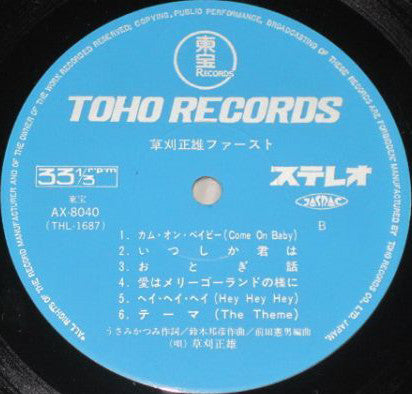 東宝
RECORDS
TOHO RECORDS
草刈正雄ファースト
33 1/3 rpm
ステレオ
東宝
AX-8040
(THL-1687)
JASRAC
B
1. カム・オン・ベイビー(Come On Baby)
2. いつしか君は
3. おとぎ話
4. 愛はメリーゴーランドの様に
5. ヘイ・ヘイ・ヘイ(Hey Hey Hey)
6. テーマ(The Theme)
うさみかつみ作詞/鈴木邦彦作曲/前田憲男編曲
(唄)草刈正雄
*ALL RIGHTS OF THE RECORD MANUFACTURER AND OF THE OWNER OF THE WORK RECORDED RESERVED. COPYING, PUBLIC PERFORMANCE, BROADCASTING OF THESE RECORDS ARE FORBIDDEN! MANUFACTURED BY TOHO RECORDS CO., LTD. JAPAN.